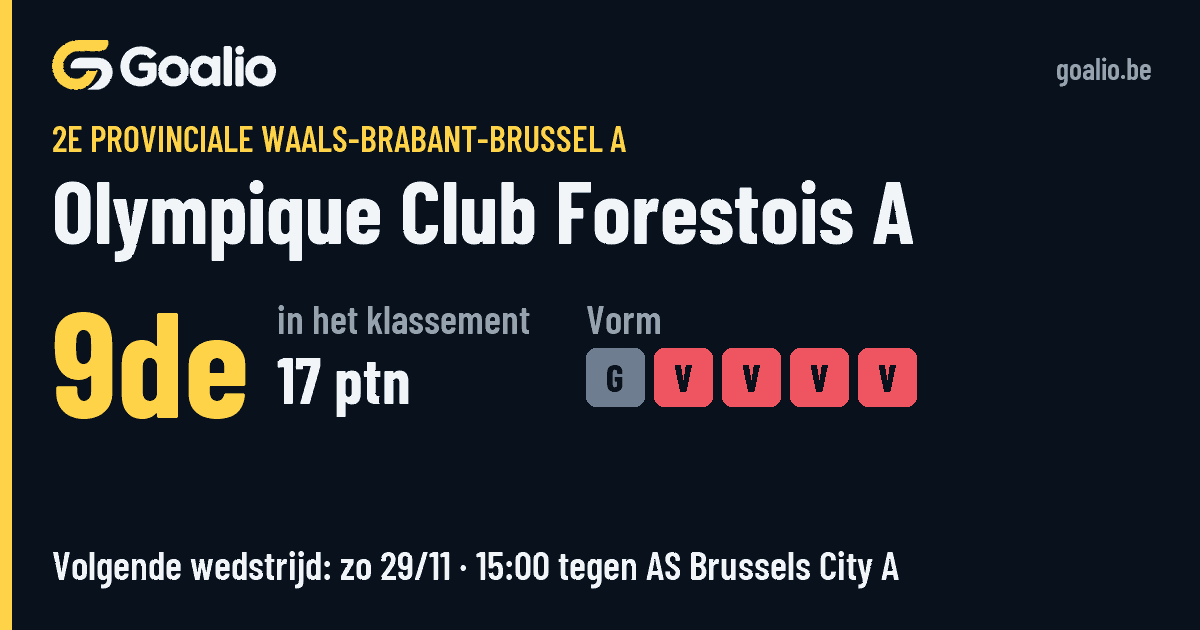 Goalio
goalio.be
2E PROVINCIALE WAALS-BRABANT-BRUSSEL A
Olympique Club Forestois A
9de
in het klassement
17 ptn
Vorm
G V V V V
Volgende wedstrijd: zo 29/11 · 15:00 tegen AS Brussels City A